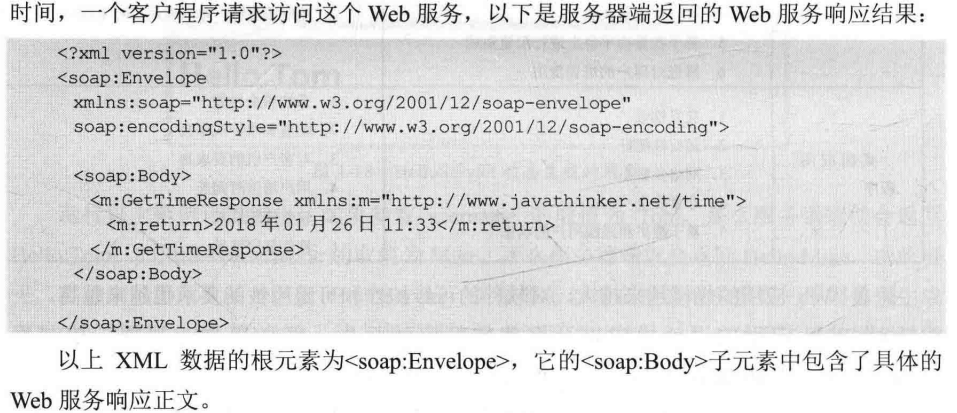 时间，一个客户程序请求访问这个 Web 服务，以下是服务器端返回的 Web 服务响应结果：
<?xml version="1.0"?>
<soap:Envelope
xmlns:soap="http://www.w3.org/2001/12/soap-envelope"
soap:encodingStyle="http://www.w3.org/2001/12/soap-encoding">
<soap:Body>
<m:GetTimeResponse xmlns:m="http://www.javathinker.net/time">
<m:return>2018 年 01 月 26 日 11:33</m:return>
</m:GetTimeResponse>
</soap:Body>
</soap:Envelope>
以上 XML 数据的根元素为<soap:Envelope>，它的<soap:Body>子元素中包含了具体的
Web 服务响应正文。